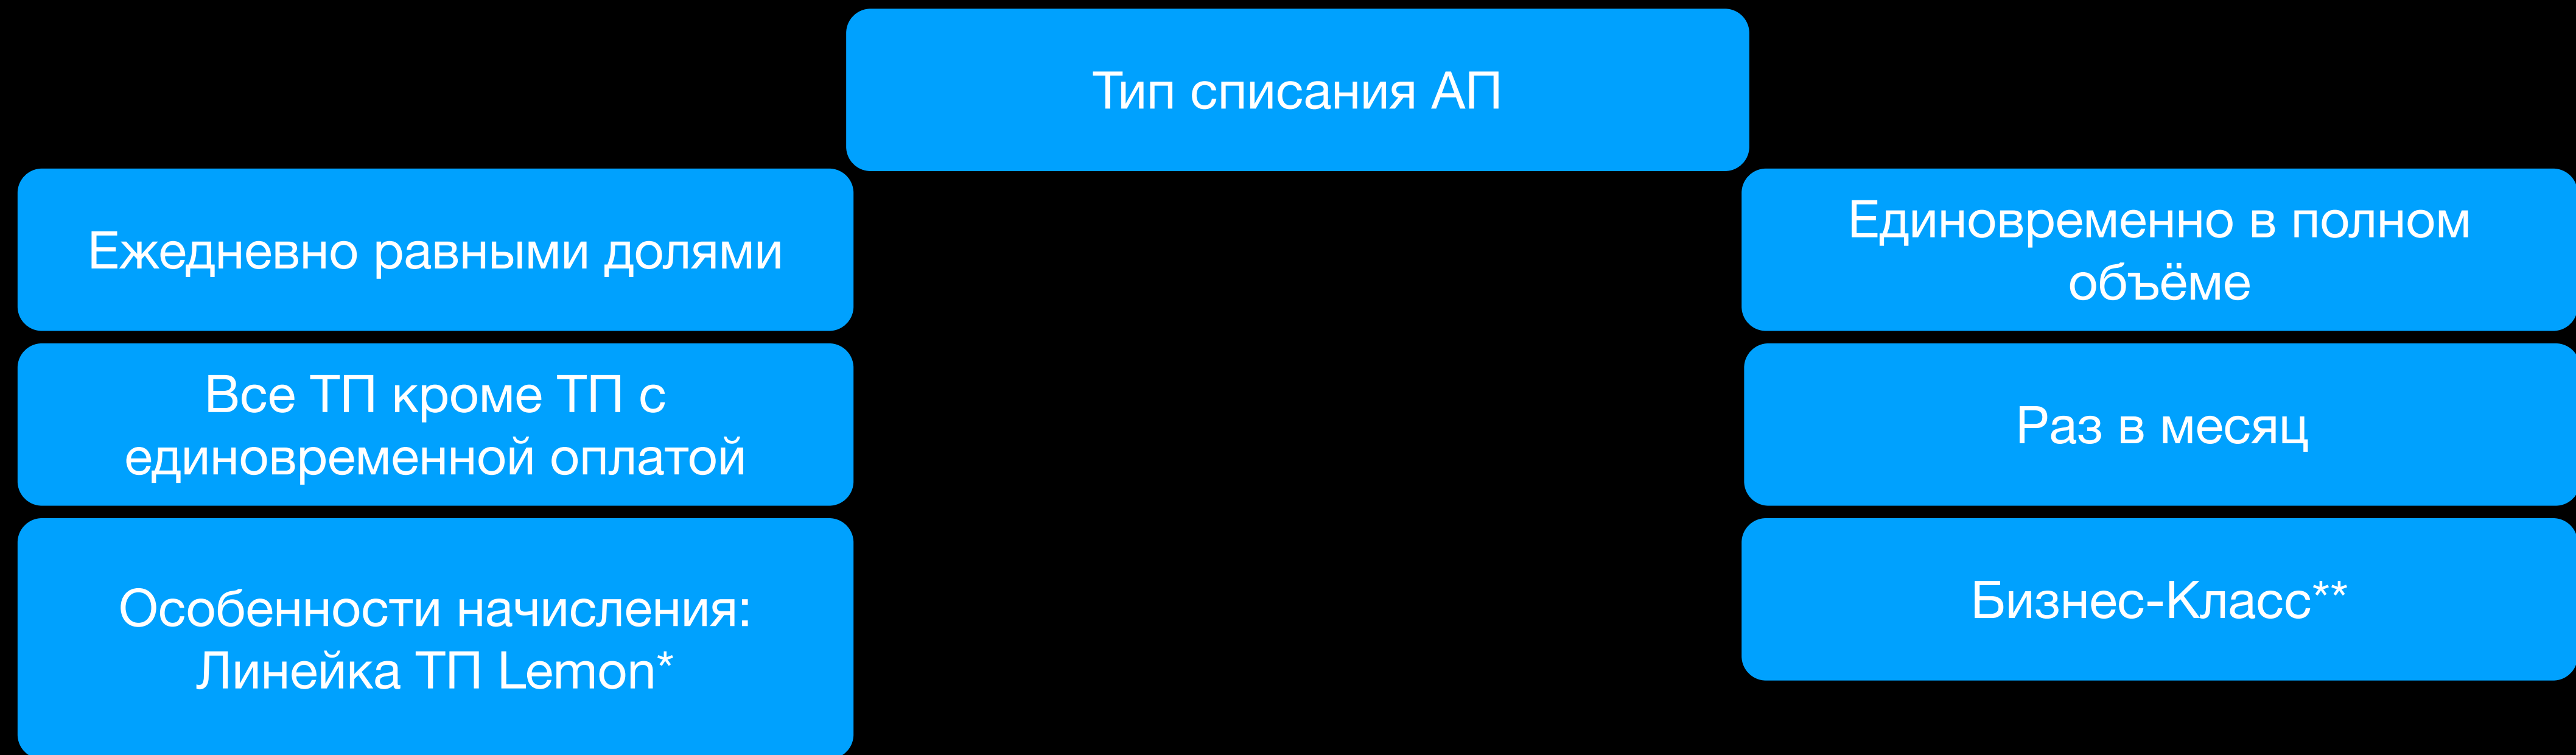 Тип списания АП
Ежедневно равными долями
Все ТП кроме ТП с
единовременной оплатой
Особенности начисления:
Линейка ТП Lemon*
Единовременно в полном
объёме
Раз в месяц
Бизнес-Класс**